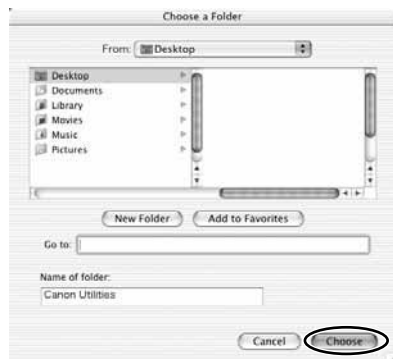 Choose a Folder
From: Desktop
Desktop
Documents
Library
Movies
Music
Pictures
New Folder Add to Favorites
Go to:
Name of folder:
Canon Utilities
Cancel Choose